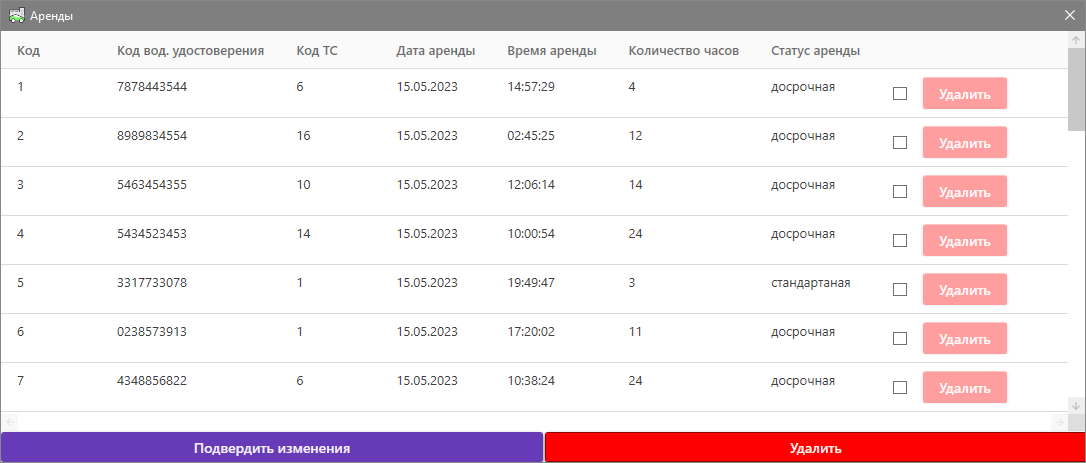 Аренды
Код Код вод. удостоверения Код ТС Дата аренды Время аренды Количество часов Статус аренды
1 7878443544 6 15.05.2023 14:57:29 4 досрочная Удалить
2 8989834554 16 15.05.2023 02:45:25 12 досрочная Удалить
3 5463454355 10 15.05.2023 12:06:14 14 досрочная Удалить
4 5434523453 14 15.05.2023 10:00:54 24 досрочная Удалить
5 3317733078 1 15.05.2023 19:49:47 3 стандартаная Удалить
6 0238573913 1 15.05.2023 17:20:02 11 досрочная Удалить
7 4348856822 6 15.05.2023 10:38:24 24 досрочная Удалить
Подвердить изменения Удалить